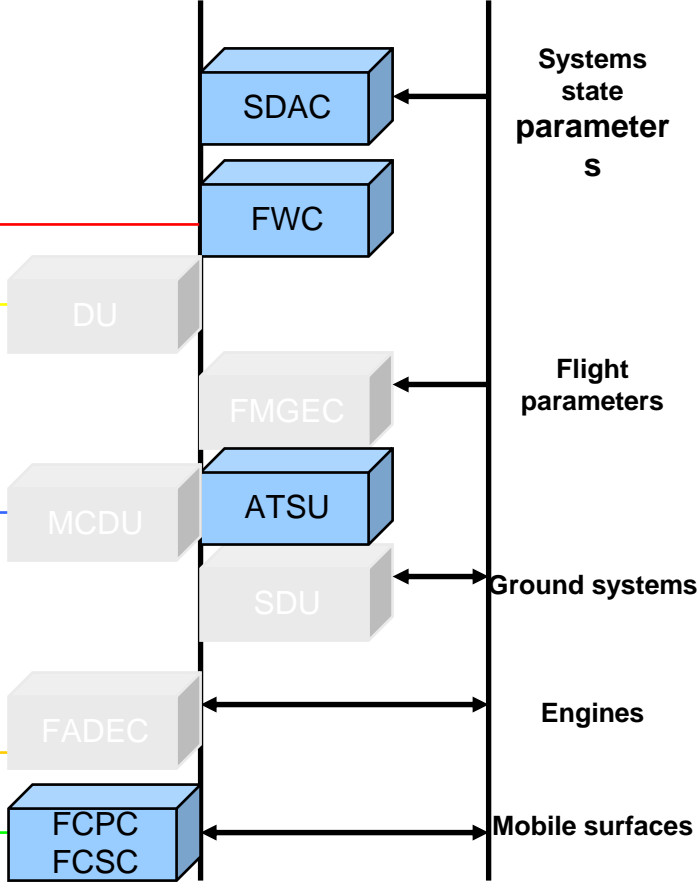 Systems
state
parameter
s
SDAC
FWC
DU
FMGEC
Flight
parameters
MCDU
ATSU
SDU
Ground systems
FADEC
Engines
FCPC
FCSC
Mobile surfaces